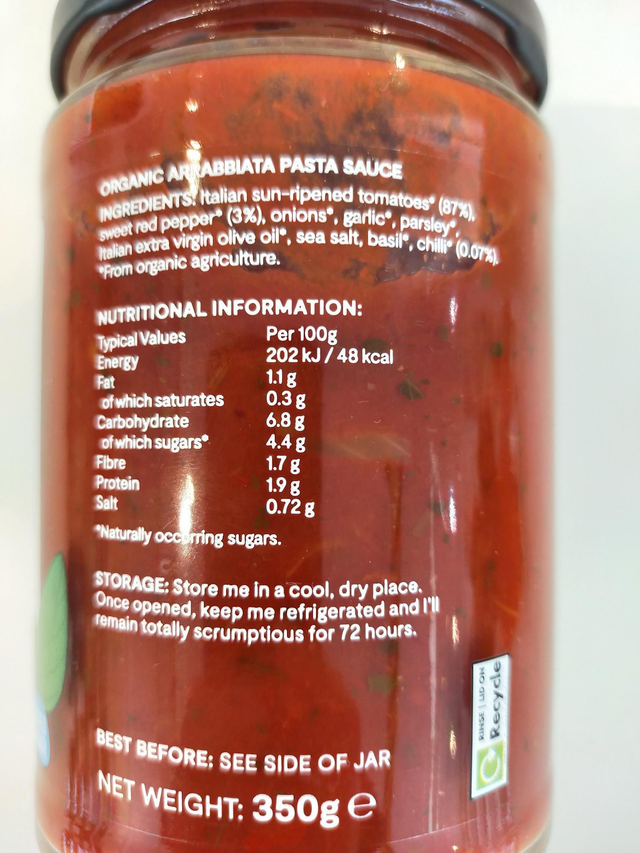 ORGANIC ARRABBIATA PASTA SAUCE
INGREDIENTS: Italian sun-ripened tomatoes* (87%),
sweet red pepper* (3%), onions*, garlic*, parsley*,
Italian extra virgin olive oil*, sea salt, basil*, chilli* (0.07%).
*From organic agriculture.
NUTRITIONAL INFORMATION:
Typical Values Per 100g
Energy 202 kJ / 48 kcal
Fat 1.1 g
of which saturates 0.3 g
Carbohydrate 6.8 g
of which sugars* 4.4 g
Fibre 1.7 g
Protein 1.9 g
Salt 0.72 g
*Naturally occurring sugars.
STORAGE: Store me in a cool, dry place.
Once opened, keep me refrigerated and I'll
remain totally scrumptious for 72 hours.
RINSE | LID ON
Recycle
BEST BEFORE: SEE SIDE OF JAR
NET WEIGHT: 350g e